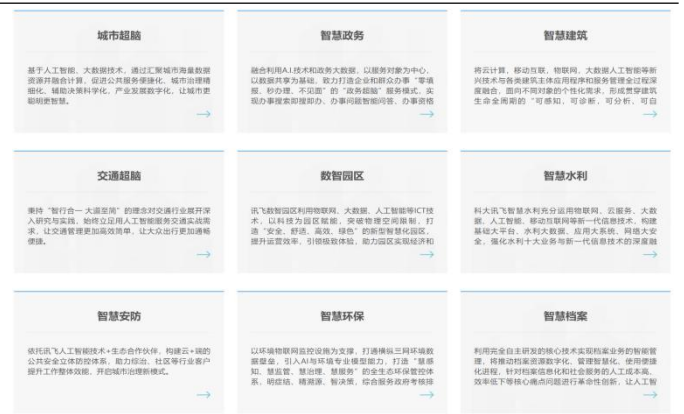 城市超脑
基于人工智能、大数据技术，通过汇聚城市海量数据
资源并融合计算，促进公共服务便捷化、城市治理精
细化、辅助决策科学化、产业发展数字化，让城市更
聪明更智慧。
智慧政务
融合利用A.I.技术和政务大数据，以服务对象为中心，
以数据共享为基础，致力打造企业和群众办事“零填
报、秒办理、不见面”的“政务超脑”服务模式，实
现办事搜索即搜即办、办事问题智能问答、办事资格
智慧建筑
将云计算，移动互联，物联网，大数据人工智能等新
兴技术与各类建筑主体应用程序和服务管理全过程深
度融合，面向不同对象的个性化需求，形成贯穿建筑
生命全周期的“可感知，可诊断，可分析，可自
交通超脑
秉持“智行合一 大道至简”的理念对交通行业展开深
入研究与实践，始终立足用人工智能服务交通实战需
求，让交通管理更加高效简单，让大众出行更加通畅
便捷。
数智园区
讯飞数智园区利用物联网、大数据、人工智能等ICT技
术，以科技为园区赋能，突破物理空间限制，打
造“安全、舒适、高效、绿色”的新型智慧化园区，
提升运营效率，引领极致体验，助力园区实现经济和
智慧水利
科大讯飞智慧水利充分运用物联网、云服务、大数
据、人工智能、移动互联网等新一代信息技术，构建
基础大平台、水利大数据、应用大系统、网络大安
全，强化水利十大业务与新一代信息技术的深度融
智慧安防
依托讯飞人工智能技术+生态合作伙伴，构建云+端的
公共安全立体防控体系，助力综治、社区等行业客户
提升工作整体效能，开启城市治理新模式。
智慧环保
以环境物联网监控设施为支撑，打通横纵三网环境数
据壁垒，引入AI与环境专业模型能力，打造“慧感
知、慧监管、慧治理、慧服务”的全生态环保管控体
系，明症结、精溯源、智决策，综合服务政府考核排
智慧档案
利用完全自主研发的核心技术实现档案业务的智能管
理，将推动档案资源数字化、管理智慧化、使用便捷
化进程，针对档案信息化和社会服务的人工成本高、
效率低下等核心痛点问题进行革命性创新，让人工智